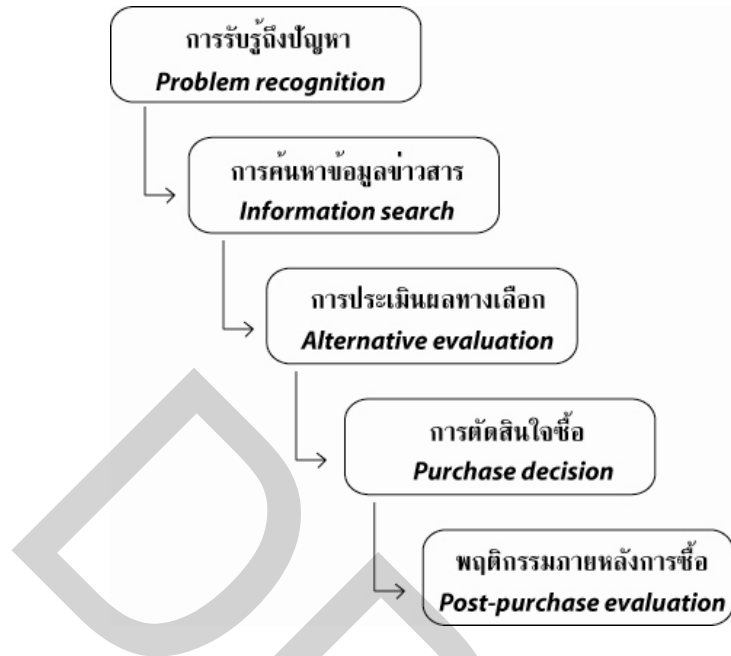 การรับรู้ถึงปัญหา
Problem recognition
การค้นหาข้อมูลข่าวสาร
Information search
การประเมินผลทางเลือก
Alternative evaluation
การตัดสินใจซื้อ
Purchase decision
พฤติกรรมภายหลังการซื้อ
Post-purchase evaluation